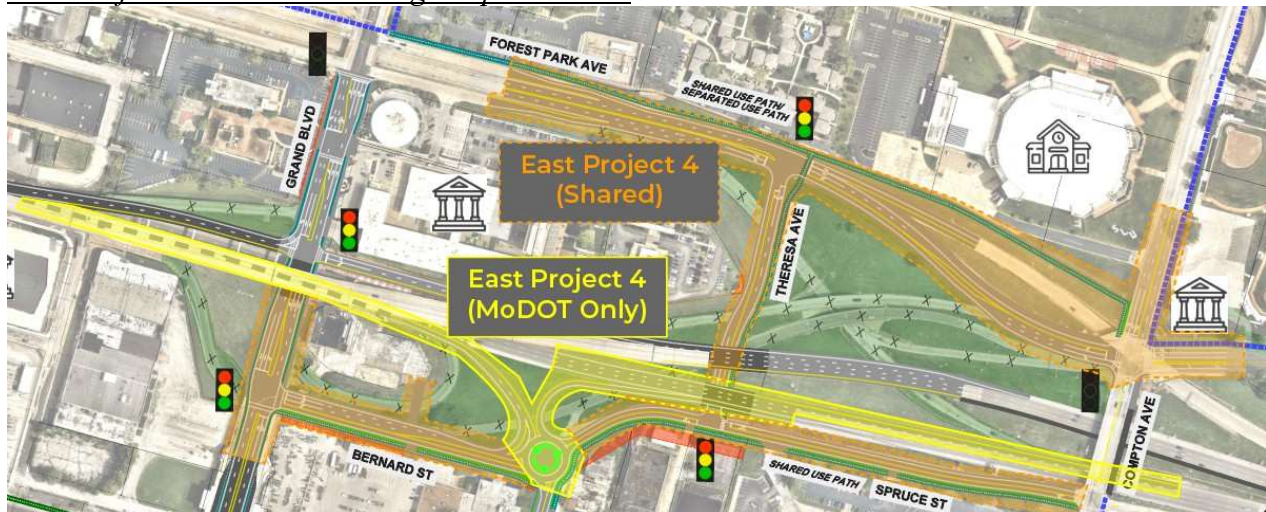 FOREST PARK AVE
SHARED USE PATH/
SEPARATED USE PATH
GRAND BLVD
East Project 4
(Shared)
THERESA AVE
East Project 4
(MoDOT Only)
BERNARD ST
SHARED USE PATH
SPRUCE ST
COMPTON AVE